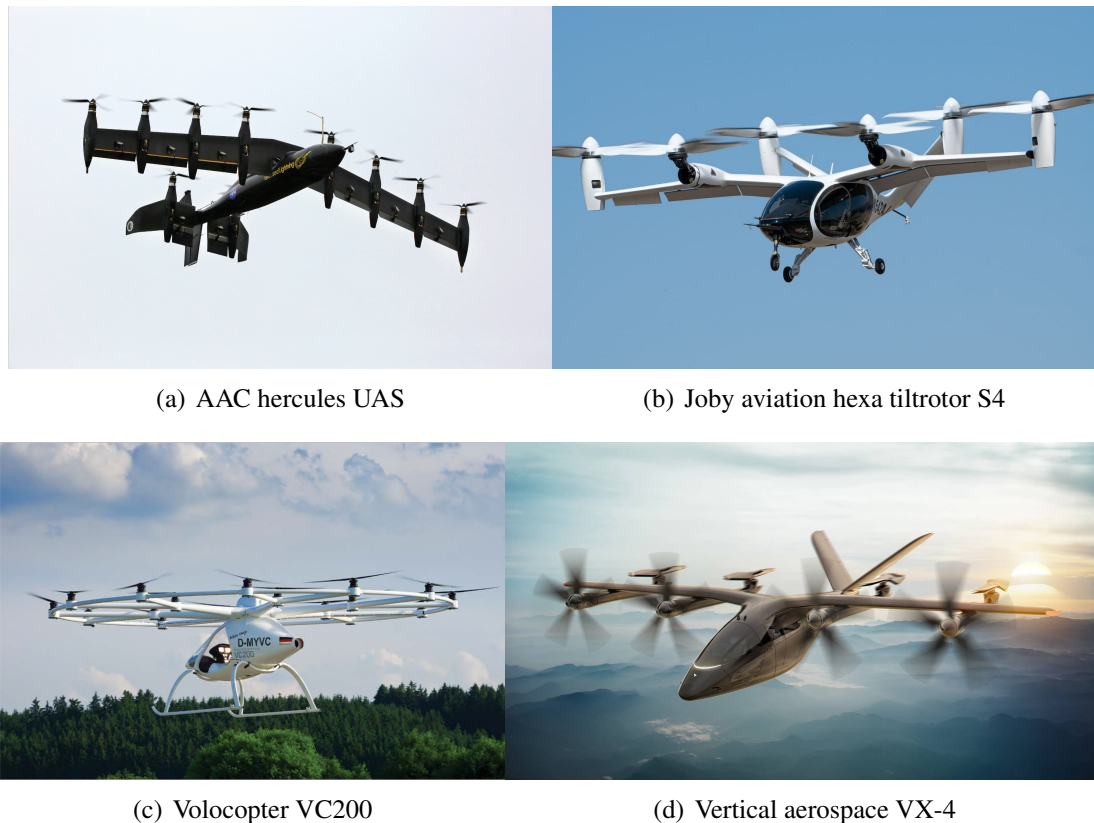 (a) AAC hercules UAS
(b) Joby aviation hexa tiltrotor S4
D-MYVC
VC200
(c) Volocopter VC200
(d) Vertical aerospace VX-4